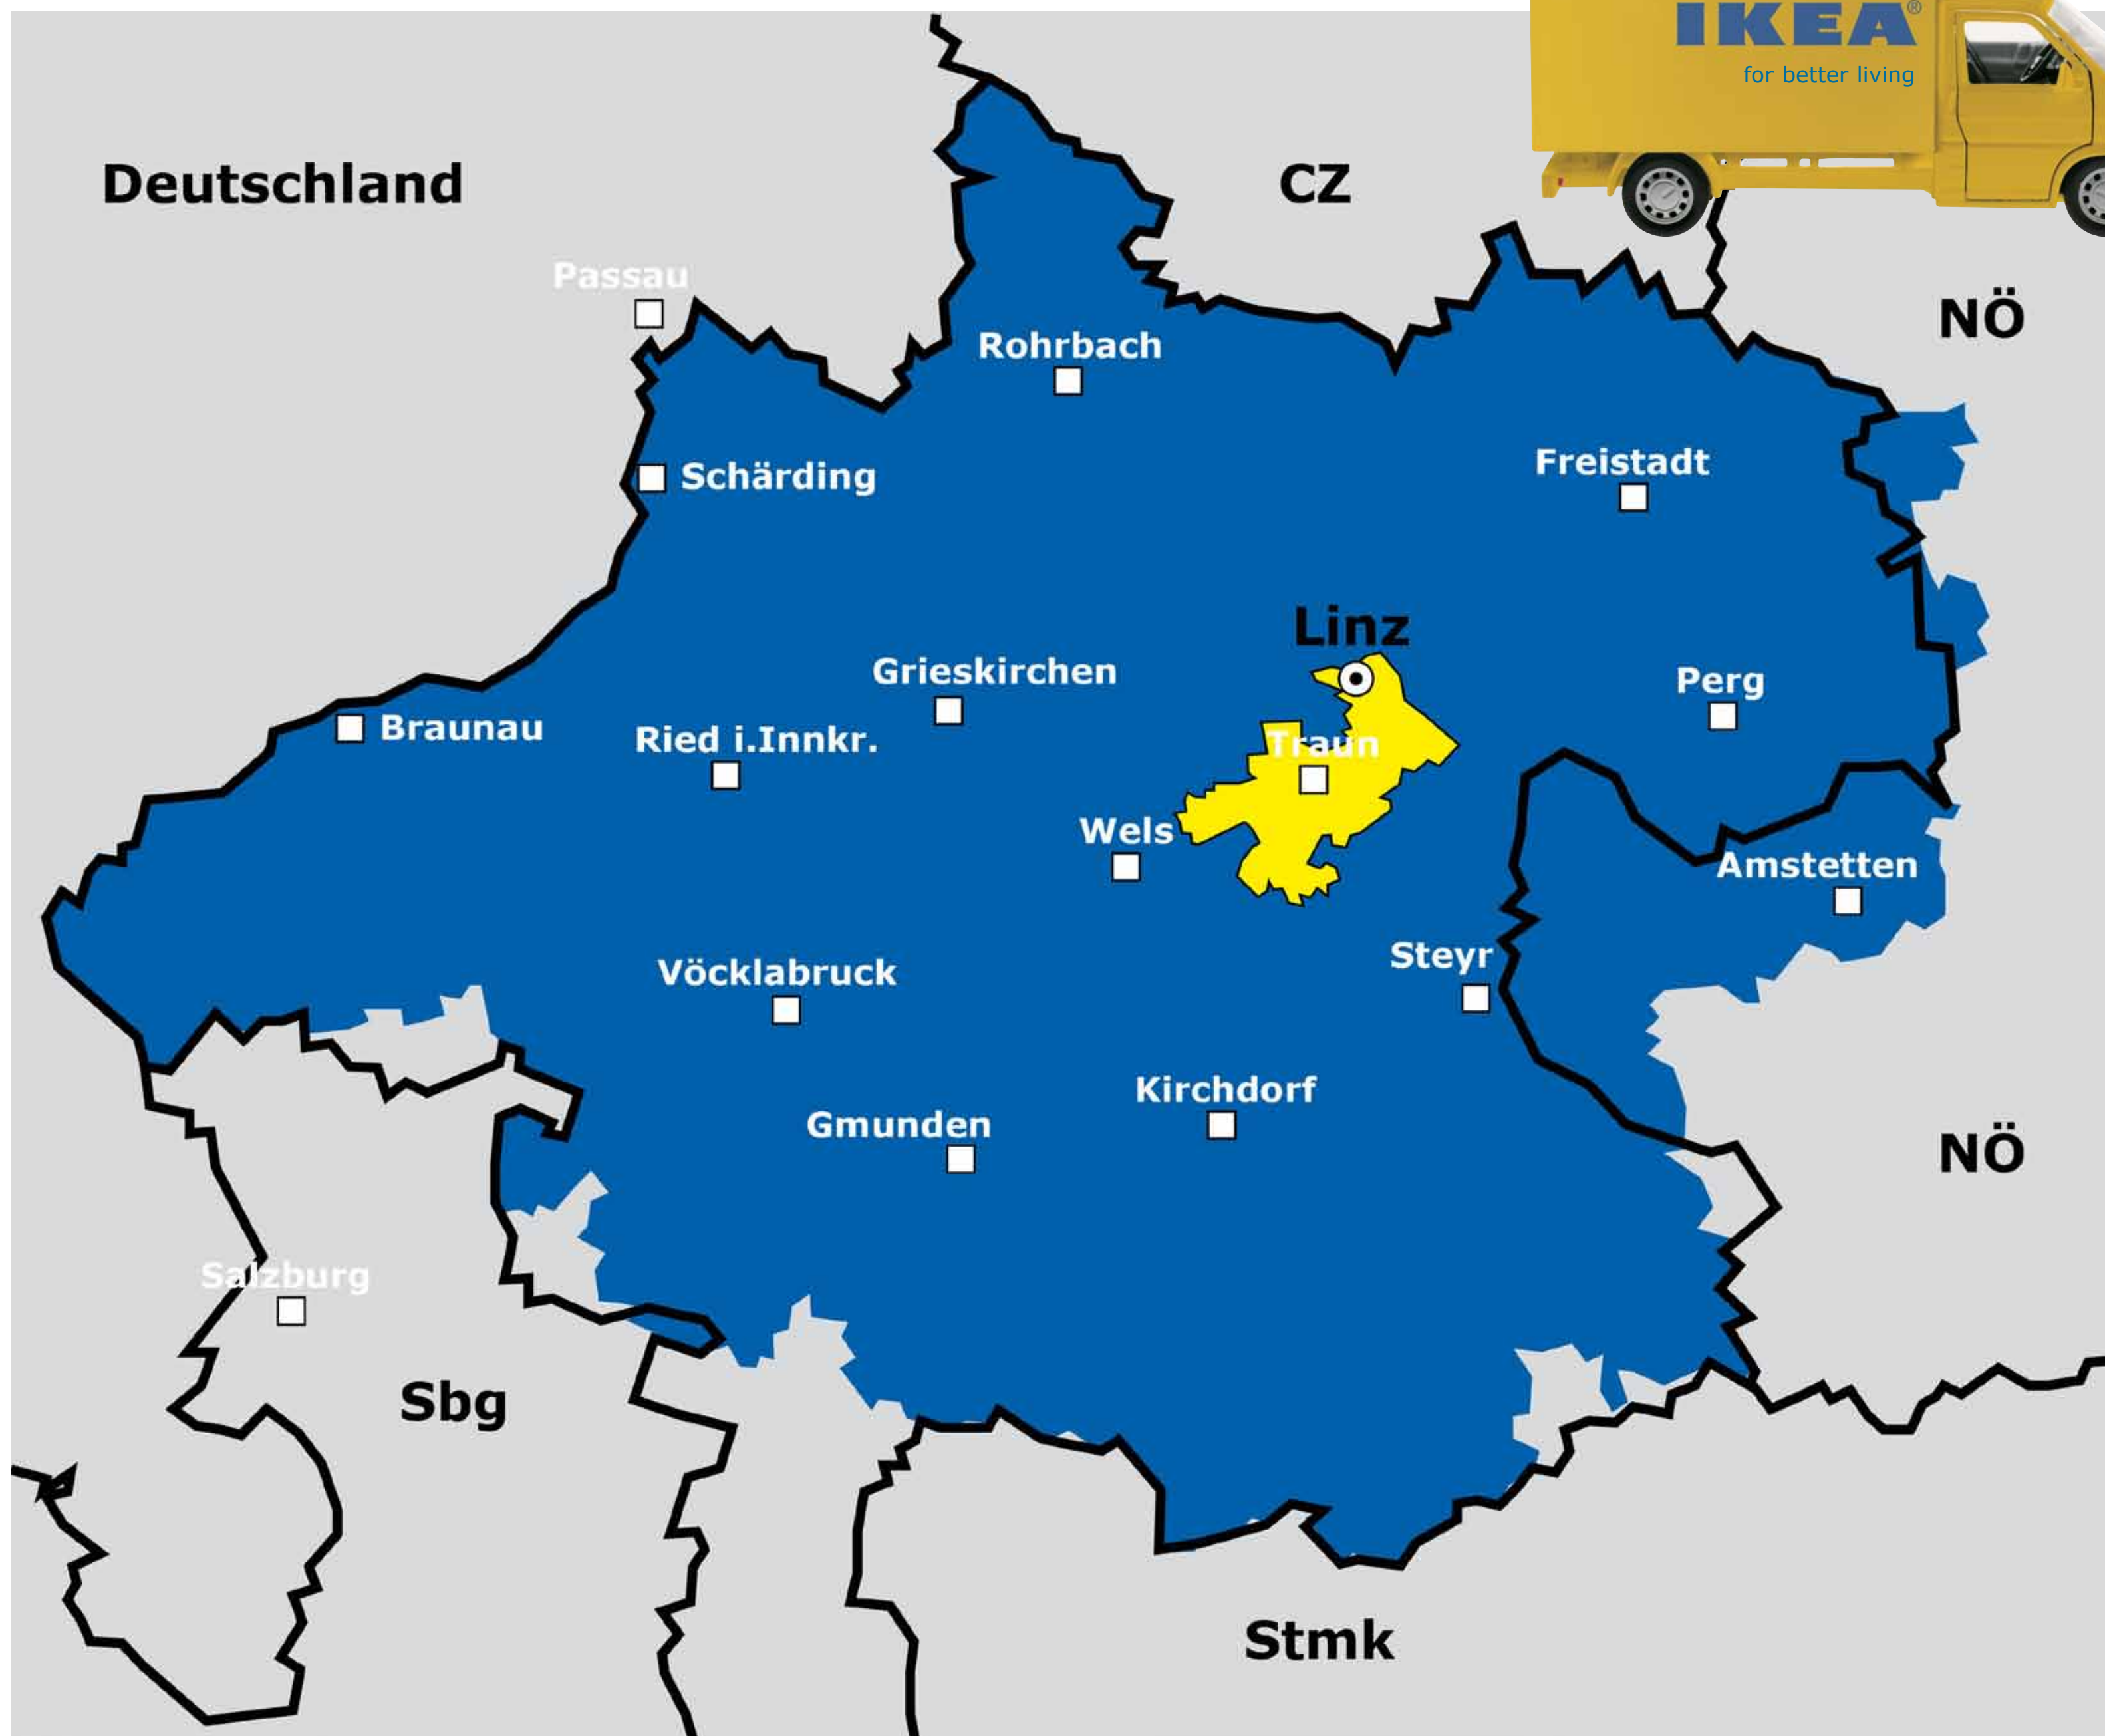 IKEA®
for better living
Deutschland
CZ
Passau
NÖ
Rohrbach
Freistadt
Schärding
Linz
Grieskirchen
Perg
Braunau
Ried i.Innkr.
Traun
Wels
Amstetten
Steyr
Vöcklabruck
Kirchdorf
Gmunden
NÖ
Salzburg
Sbg
Stmk